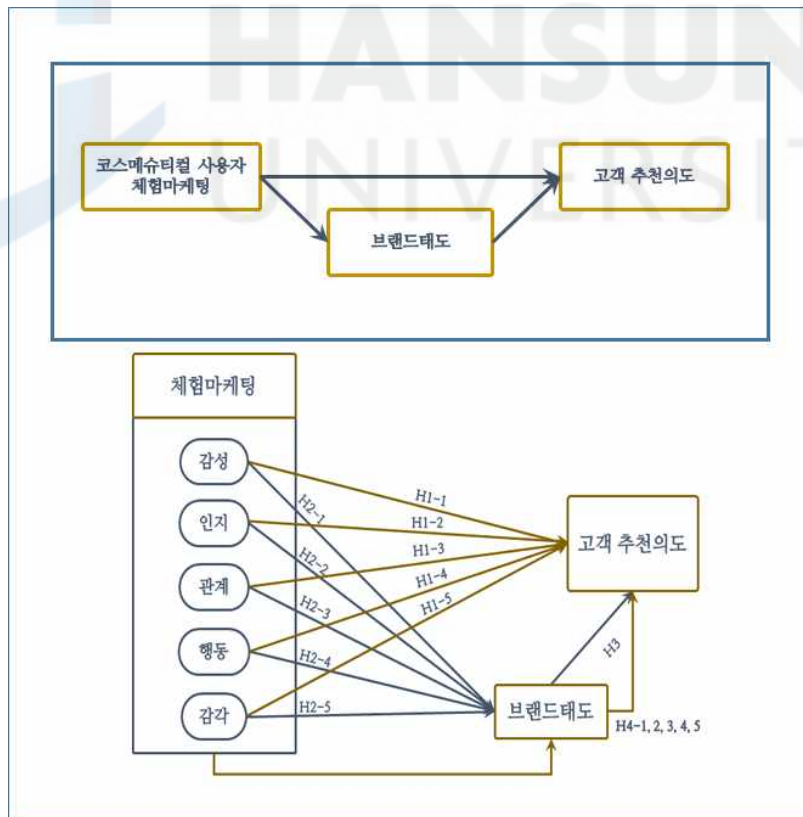 HANSUN
UNIVERSIT
코스메슈티컬 사용자
체험마케팅
고객 추천의도
브랜드태도
체험마케팅
감성
인지
관계
행동
감각
H1-1
H1-2
H1-3
H1-4
H1-5
H2-1
H2-2
H2-3
H2-4
H2-5
고객 추천의도
H3
브랜드태도
H4-1, 2, 3, 4, 5